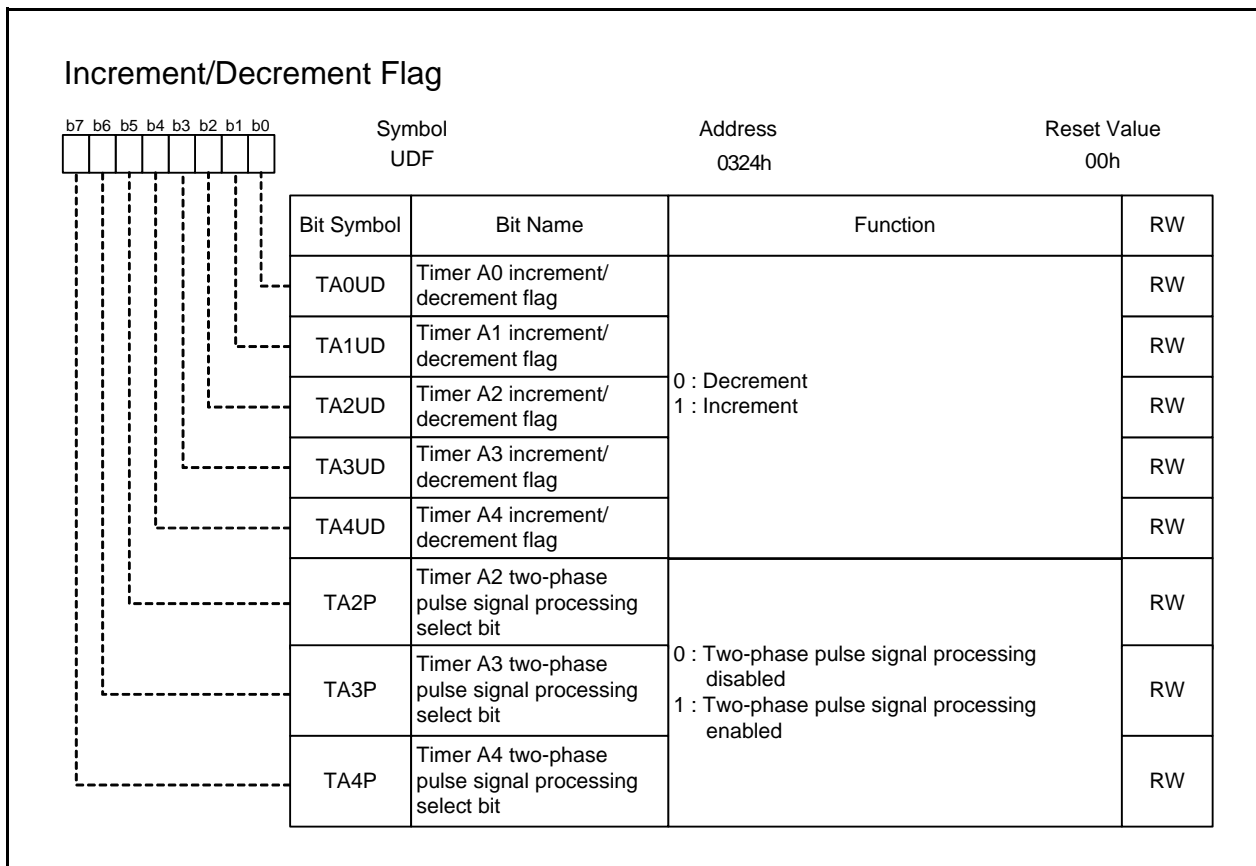 Increment/Decrement Flag
b7 b6 b5 b4 b3 b2 b1 b0
Symbol Address Reset Value
UDF 0324h 00h
Bit Symbol Bit Name Function RW
TA0UD Timer A0 increment/
decrement flag RW
TA1UD Timer A1 increment/
decrement flag RW
0 : Decrement
1 : Increment
TA2UD Timer A2 increment/
decrement flag RW
TA3UD Timer A3 increment/
decrement flag RW
TA4UD Timer A4 increment/
decrement flag RW
TA2P Timer A2 two-phase
pulse signal processing
select bit RW
0 : Two-phase pulse signal processing
disabled
1 : Two-phase pulse signal processing
enabled
TA3P Timer A3 two-phase
pulse signal processing
select bit RW
TA4P Timer A4 two-phase
pulse signal processing
select bit RW